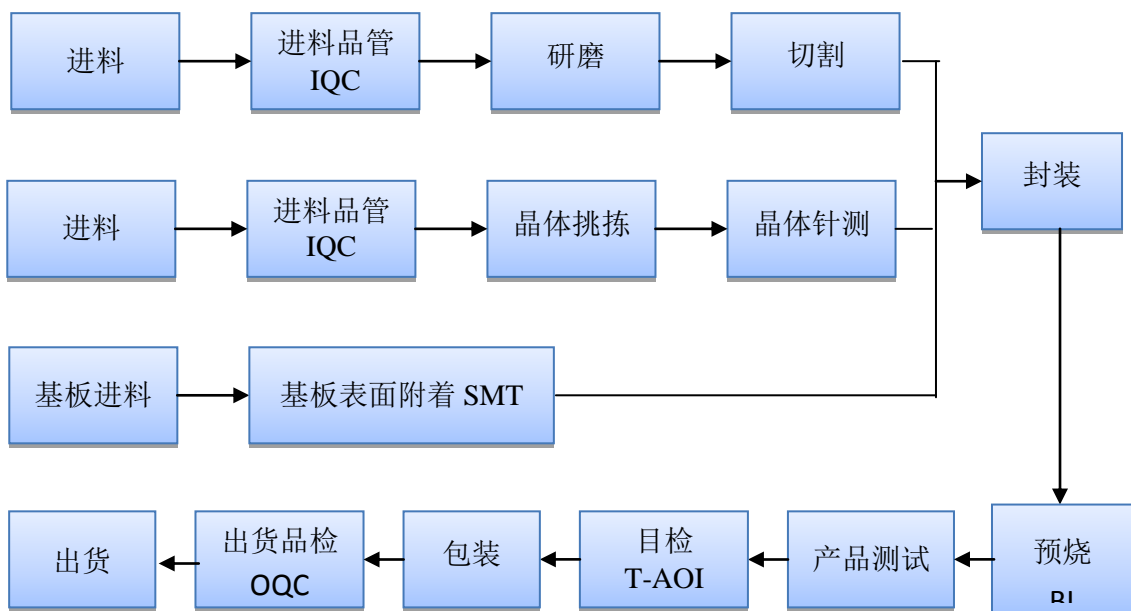 进料
进料品管
IQC
研磨
切割
封装
进料
进料品管
IQC
晶体挑拣
晶体针测
基板进料
基板表面附着 SMT
出货
出货品检
OQC
包装
目检
T-AOI
产品测试
预烧